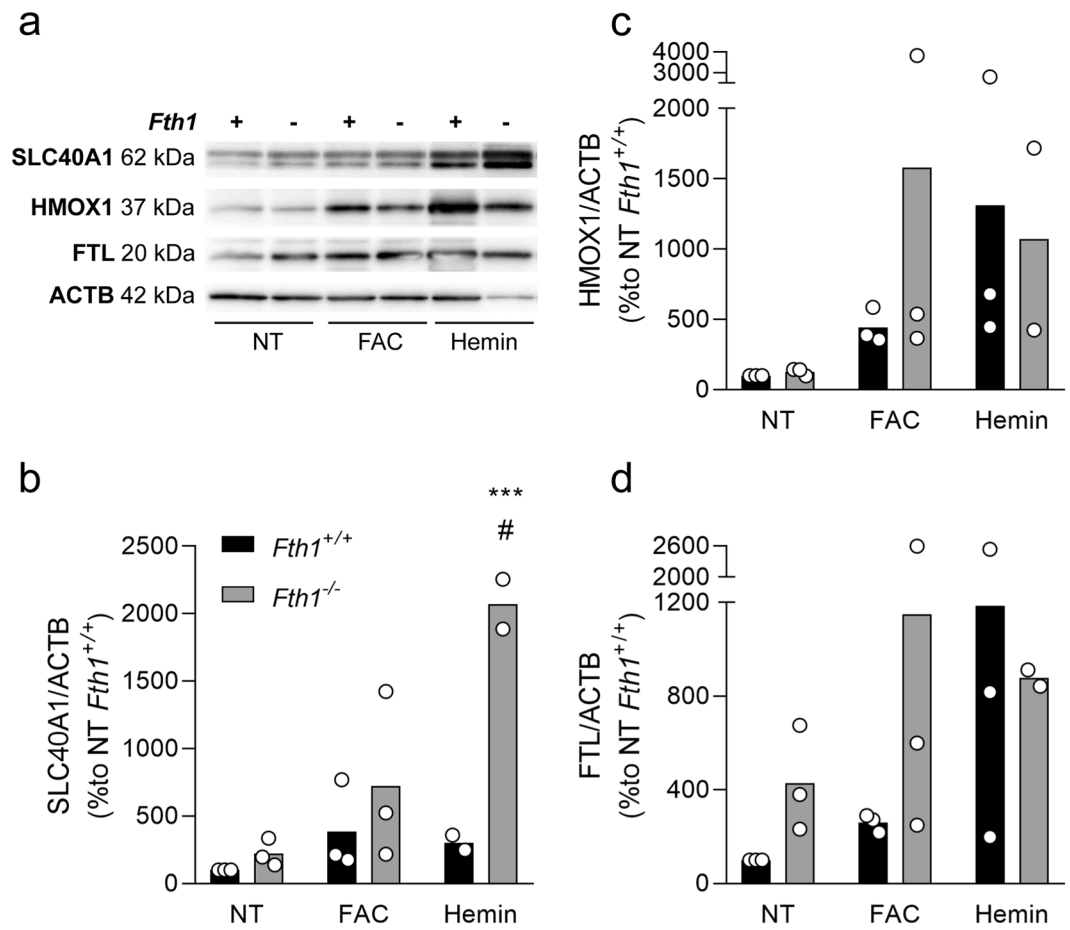 a
Fth1 + - + - + -
SLC40A1 62 kDa
HMOX1 37 kDa
FTL 20 kDa
ACTB 42 kDa
NT FAC Hemin
b
SLC40A1/ACTB
(%to NT Fth1+/+)
2500
2000
1500
1000
500
0
Fth1+/+
Fth1-/-
***
#
NT FAC Hemin
c
HMOX1/ACTB
(%to NT Fth1+/+)
4000
3000
2000
1500
1000
500
0
NT FAC Hemin
d
FTL/ACTB
(%to NT Fth1+/+)
2600
2000
1200
800
400
0
NT FAC Hemin